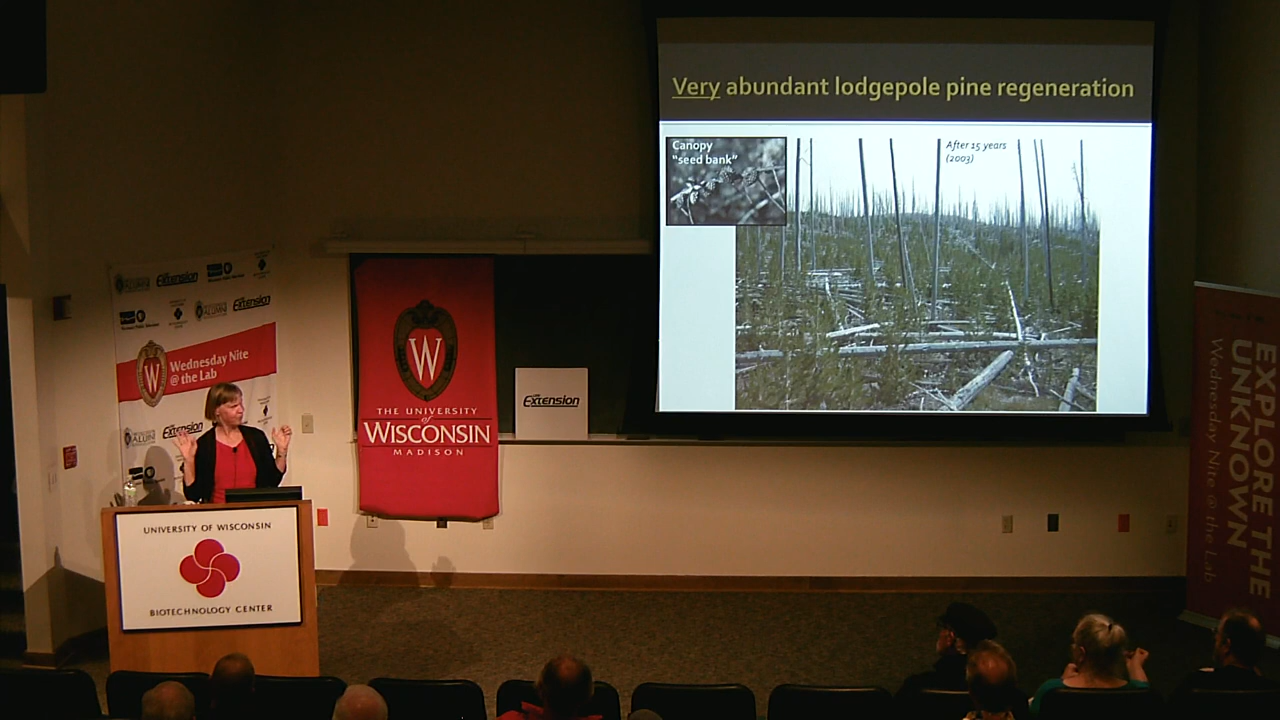 Very abundant lodgepole pine regeneration
Canopy
"seed bank"
After 15 years
(2003)
Extension
Extension
Wednesday Nite
@ the Lab
Extension
W
THE UNIVERSITY
of
WISCONSIN
MADISON
Extension
UNIVERSITY OF WISCONSIN
BIOTECHNOLOGY CENTER
EXPLORE THE
UNKNOWN
Wednesday Nite @ the Lab